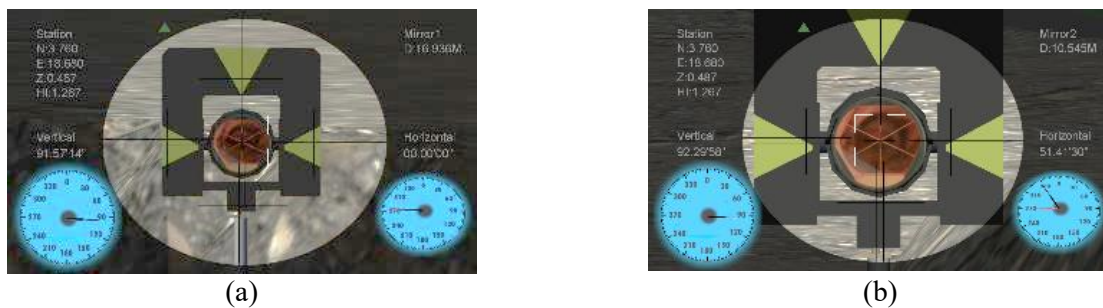 Station
N:3.760
E:18.680
Z:0.487
HI:1.267
Mirror1
D:16.936M
Vertical
91.57'14"
Horizontal
00.00'00"
(a)
Station
N:3.760
E:18.680
Z:0.487
HI:1.267
Mirror2
D:10.545M
Vertical
92.29'58"
Horizontal
51.41'30"
(b)